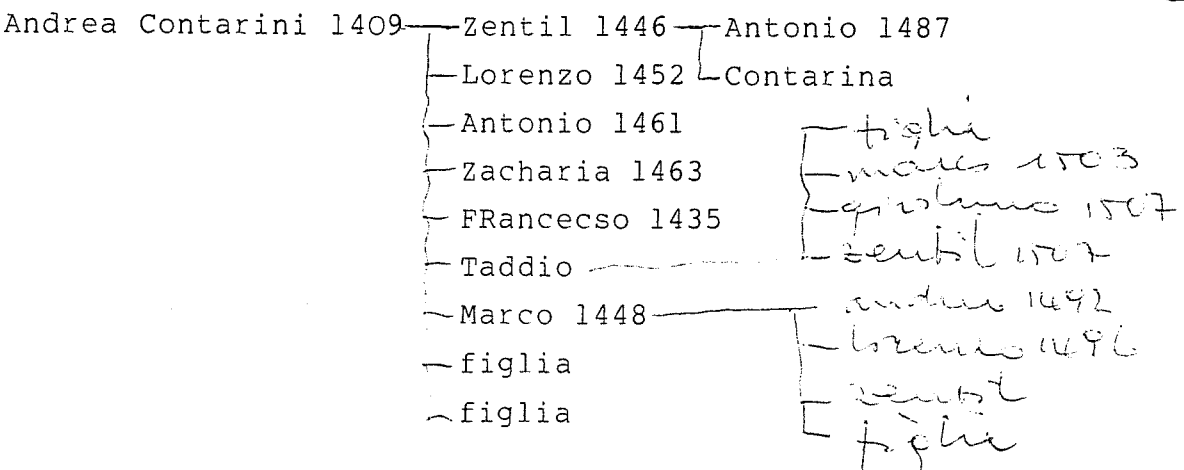 Andrea Contarini 1409 Zentil 1446 Antonio 1487
Lorenzo 1452 Contarina
Antonio 1461
figlia
Zacharia 1463
marco 1503
FRancecso 1435
girolamo 1507
Taddio
zentil 1507
Marco 1448
andrea 1492
lorenzo 1496
figlia
zentil
figlia
figlia